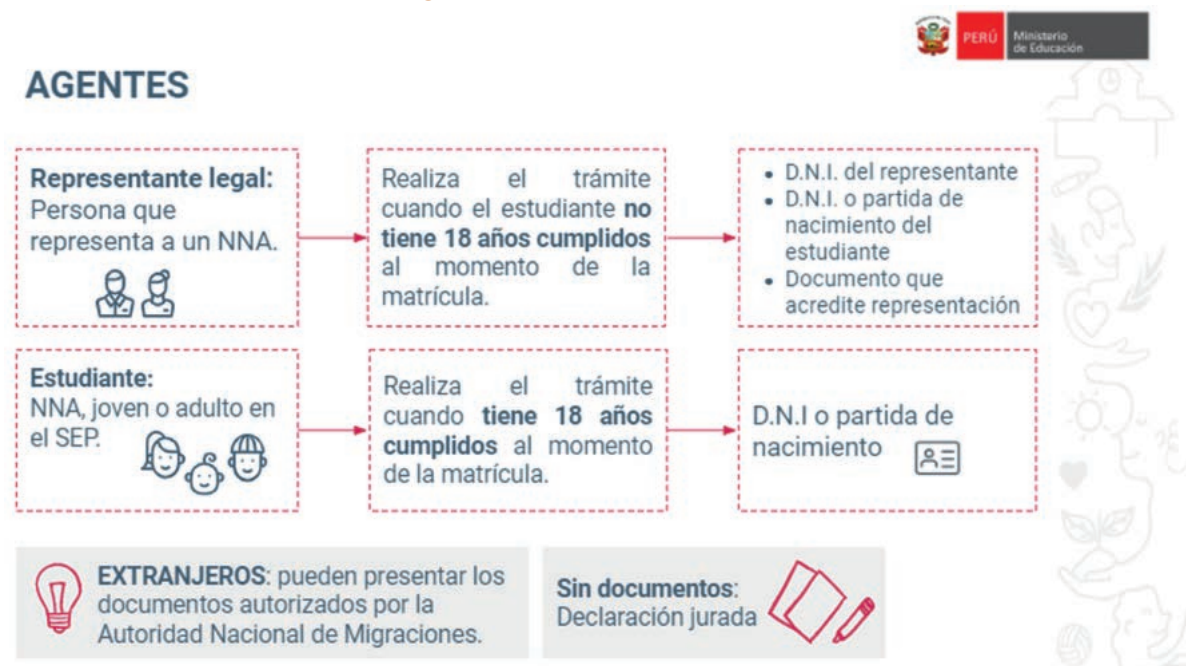 PERÚ
Ministerio
de Educación
AGENTES
Representante legal:
Persona que
representa a un NNA.
Realiza el trámite
cuando el estudiante no
tiene 18 años cumplidos
al momento de la
matrícula.
• D.N.I. del representante
• D.N.I. o partida de
nacimiento del
estudiante
• Documento que
acredite representación
Estudiante:
NNA, joven o adulto en
el SEP.
Realiza el trámite
cuando tiene 18 años
cumplidos al momento
de la matrícula.
D.N.I o partida de
nacimiento
EXTRANJEROS: pueden presentar los
documentos autorizados por la
Autoridad Nacional de Migraciones.
Sin documentos:
Declaración jurada